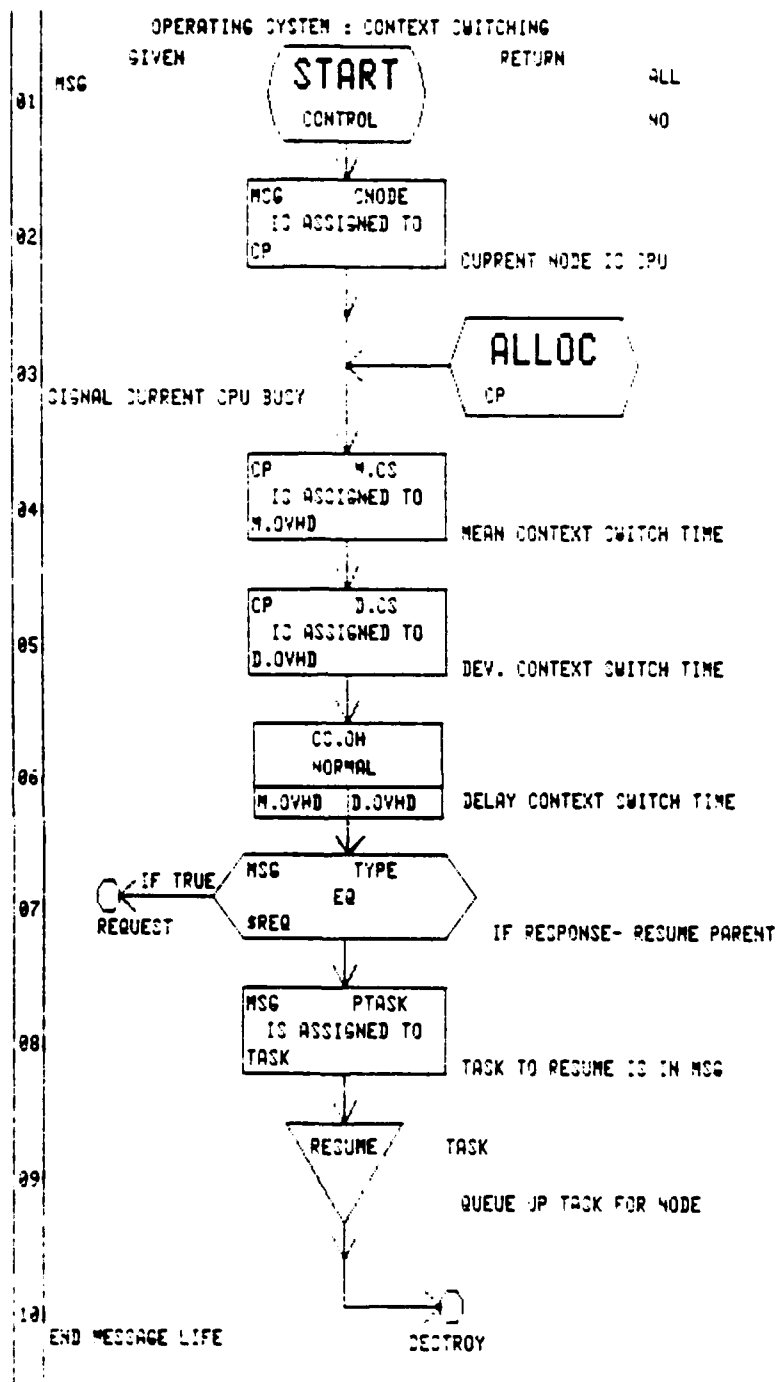 OPERATING SYSTEM : CONTEXT SWITCHING
GIVEN RETURN
MSG ALL
01 START
CONTROL NO
MSG SNODE
IS ASSIGNED TO
02 CP
CURRENT NODE IS CPU
ALLOC
03 CP
SIGNAL CURRENT CPU BUSY
CP M.CS
IS ASSIGNED TO
04 M.OVHD
MEAN CONTEXT SWITCH TIME
CP D.CS
IS ASSIGNED TO
05 D.OVHD
DEV. CONTEXT SWITCH TIME
CS.OH
NORMAL
06 M.OVHD D.OVHD DELAY CONTEXT SWITCH TIME
MSG TYPE
IF TRUE EQ
07 REQUEST $REQ IF RESPONSE- RESUME PARENT
MSG PTASK
IS ASSIGNED TO
08 TASK
TASK TO RESUME IS IN MSG
RESUME TASK
09 QUEUE UP TASK FOR NODE
10 END MESSAGE LIFE DESTROY